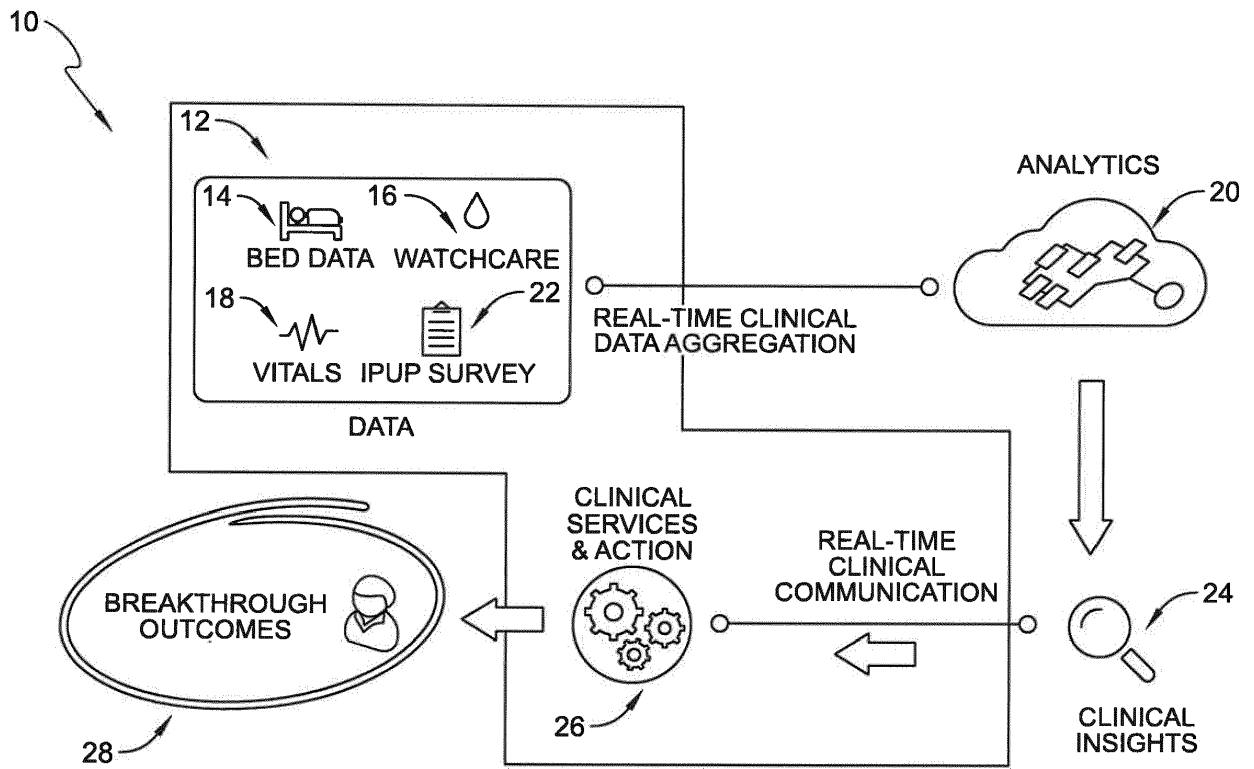 10
12
ANALYTICS
14
16
20
BED DATA
WATCHCARE
18
22
REAL-TIME CLINICAL
DATA AGGREGATION
VITALS
IPUP SURVEY
DATA
CLINICAL
SERVICES
& ACTION
REAL-TIME
CLINICAL
COMMUNICATION
24
BREAKTHROUGH
OUTCOMES
28
26
CLINICAL
INSIGHTS